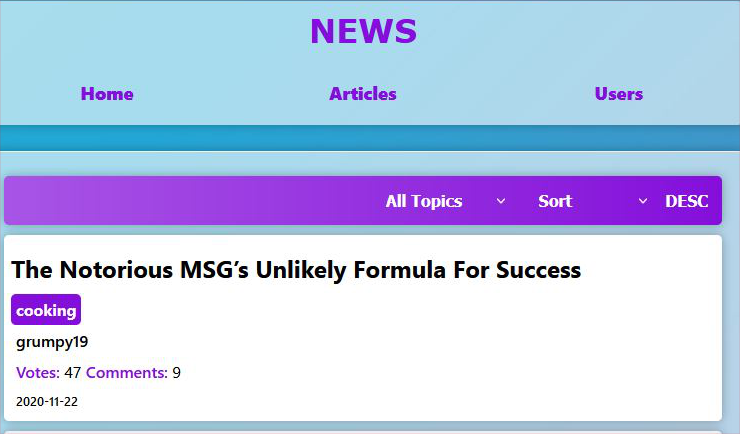 NEWS
Home Articles Users
All Topics Sort DESC
The Notorious MSG’s Unlikely Formula For Success
cooking
grumpy19
Votes: 47 Comments: 9
2020-11-22